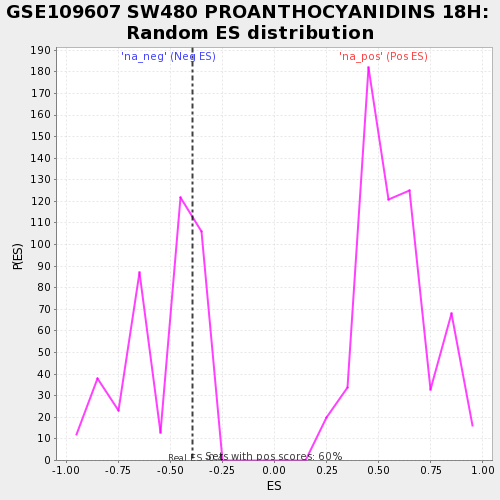 GSE109607 SW480 PROANTHOCYANIDINS 18H:
Random ES distribution
'na_neg' (Neg ES)
'na_pos' (Pos ES)
190
180
170
160
150
140
130
120
110
100
90
80
70
60
50
40
30
20
10
0
P(ES)
Real ES
Sets with pos scores: 60%
-1.00 -0.75 -0.50 -0.25 0.00 0.25 0.50 0.75 1.00
ES